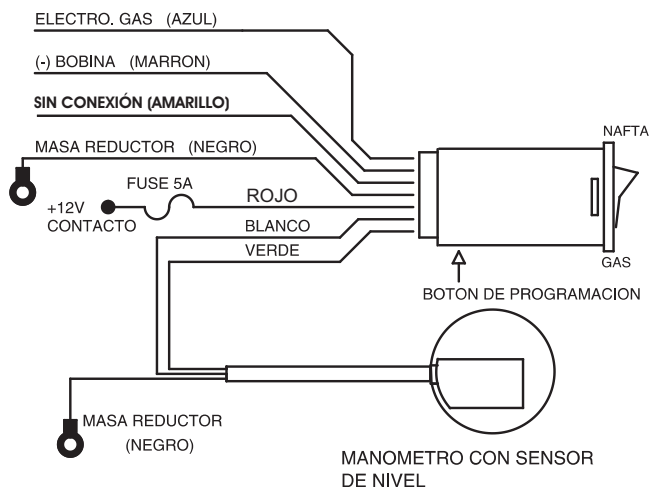 ELECTRO. GAS (AZUL)
(-) BOBINA (MARRON)
SIN CONEXIÓN (AMARILLO)
MASA REDUCTOR (NEGRO)
FUSE 5A
ROJO
+12V
CONTACTO
BLANCO
VERDE
NAFTA
GAS
BOTON DE PROGRAMACION
MASA REDUCTOR
(NEGRO)
MANOMETRO CON SENSOR
DE NIVEL